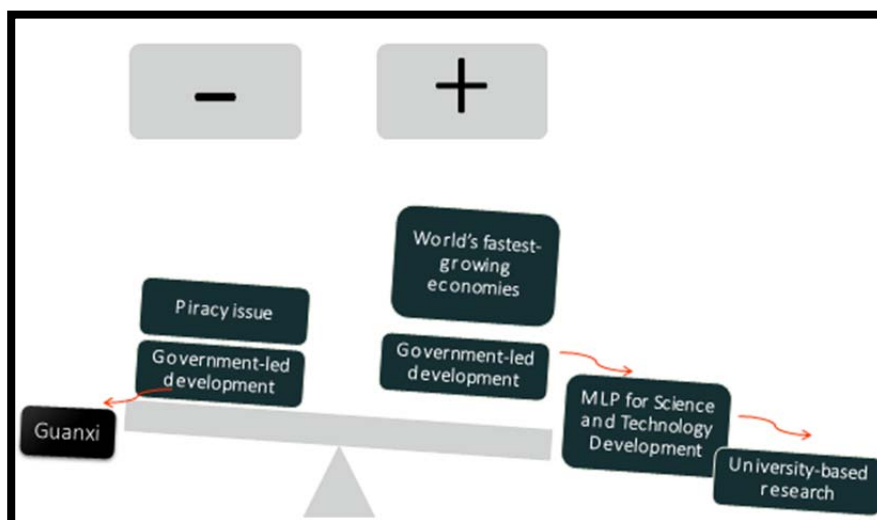 –
+
World's fastest-
growing
economies
Piracy issue
Government-led
development
Government-led
development
Guanxi
MLP for Science
and Technology
Development
University-based
research